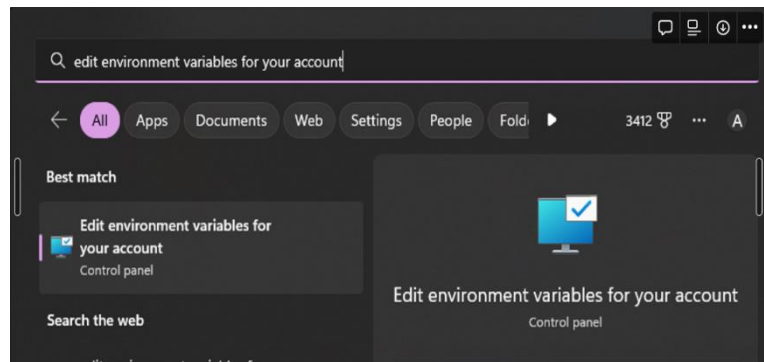 edit environment variables for your account
All Apps Documents Web Settings People Fold 3412 A
Best match
Edit environment variables for
your account
Control panel
Edit environment variables for your account
Control panel
Search the web